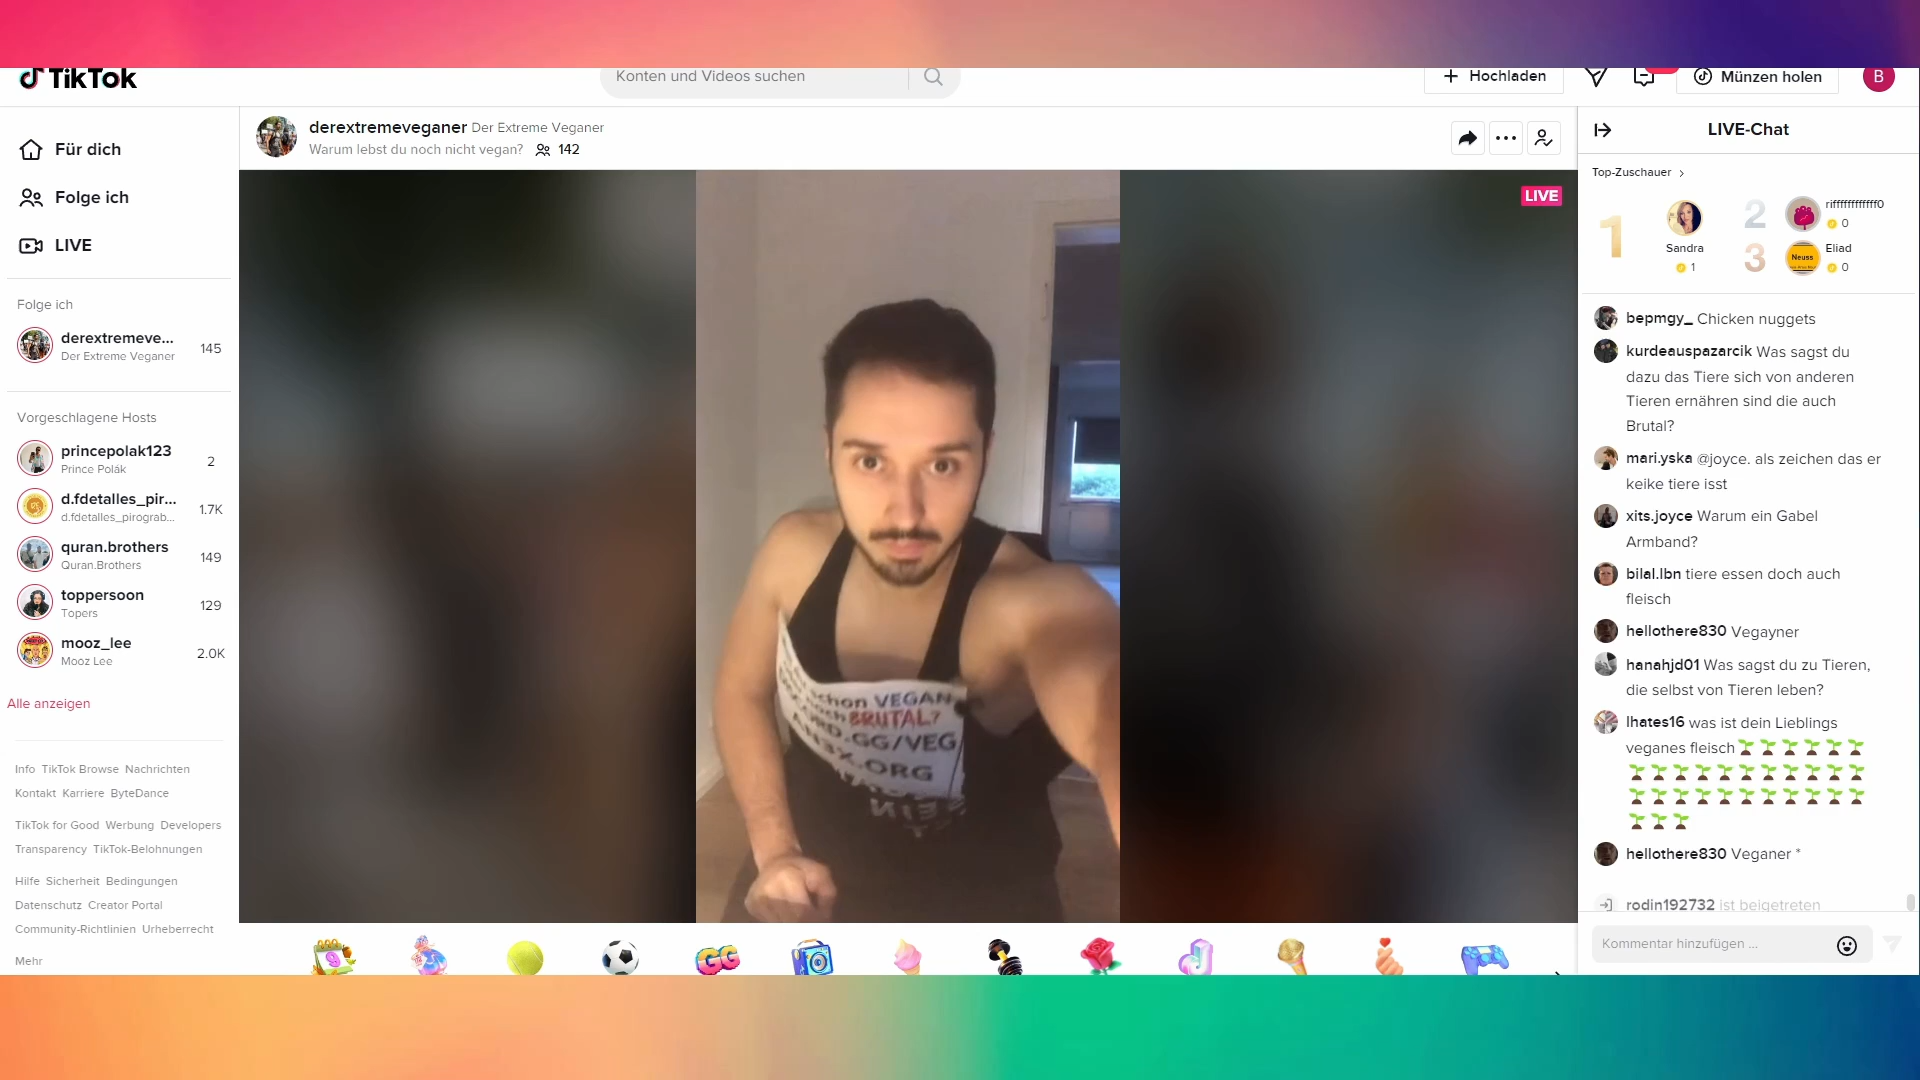 TikTok
Konten und Videos suchen
Hochladen
Münzen holen
B
Für dich
Folge ich
LIVE
Folge ich
derextremeve...
Der Extreme Veganer
145
Vorgeschlagene Hosts
princepolak123
Prince Polák
2
d.fdetalles_pir...
d.fdetalles_pirograb...
1.7K
quran.brothers
Quran.Brothers
149
toppersoon
Topers
129
mooz_lee
Mooz Lee
2.0K
Alle anzeigen
Info TikTok Browse Nachrichten
Kontakt Karriere ByteDance
TikTok for Good Werbung Developers
Transparency TikTok-Belohnungen
Hilfe Sicherheit Bedingungen
Datenschutz Creator Portal
Community-Richtlinien Urheberrecht
Mehr
derextremeveganer Der Extreme Veganer
Warum lebst du noch nicht vegan? 142
LIVE
schon VEGAN
BRUTAL?
.GG/VEG
.ORG
GG
LIVE-Chat
Top-Zuschauer
1
Sandra
1
2
rifffffffffffff0
0
3
Neuss
Eliad
0
bepmgy_ Chicken nuggets
kurdeauspazarcik Was sagst du
dazu das Tiere sich von anderen
Tieren ernähren sind die auch
Brutal?
mari.yska @joyce. als zeichen das er
keike tiere isst
xits.joyce Warum ein Gabel
Armband?
bilal.lbn tiere essen doch auch
fleisch
hellothere830 Vegayner
hanahjd01 Was sagst du zu Tieren,
die selbst von Tieren leben?
lhates16 was ist dein Lieblings
veganes fleisch
hellothere830 Veganer *
rodin192732 ist beigetreten
Kommentar hinzufügen ...